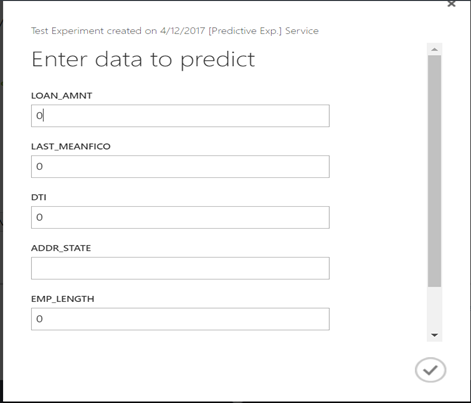 Test Experiment created on 4/12/2017 [Predictive Exp.] Service
Enter data to predict
LOAN_AMNT
0
LAST_MEANFICO
0
DTI
0
ADDR_STATE
EMP_LENGTH
0